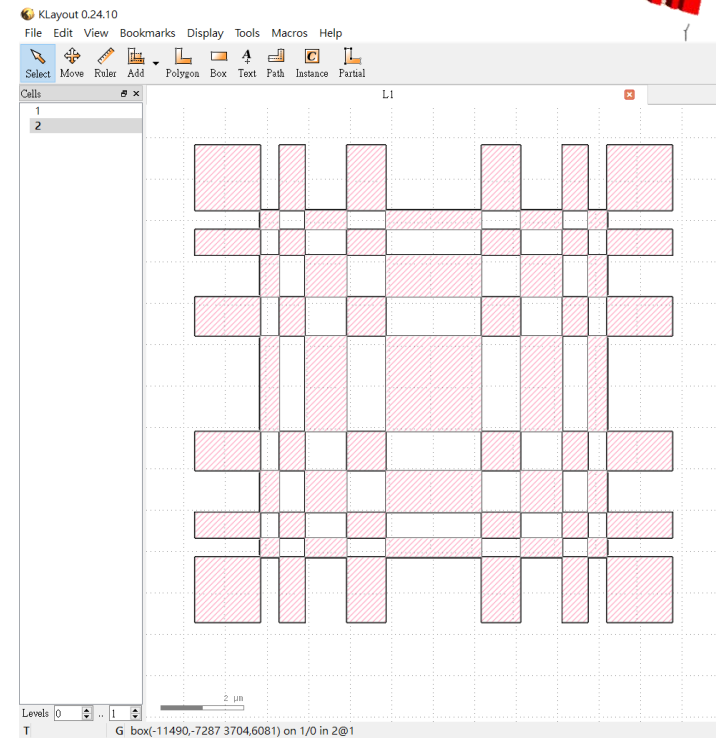 KLayout 0.24.10
File Edit View Bookmarks Display Tools Macros Help
Select Move Ruler Add Polygon Box Text Path Instance Partial
Cells
L1
1
2
2 μm
Levels 0 .. 1
T G box(-11490,-7287 3704,6081) on 1/0 in 2@1